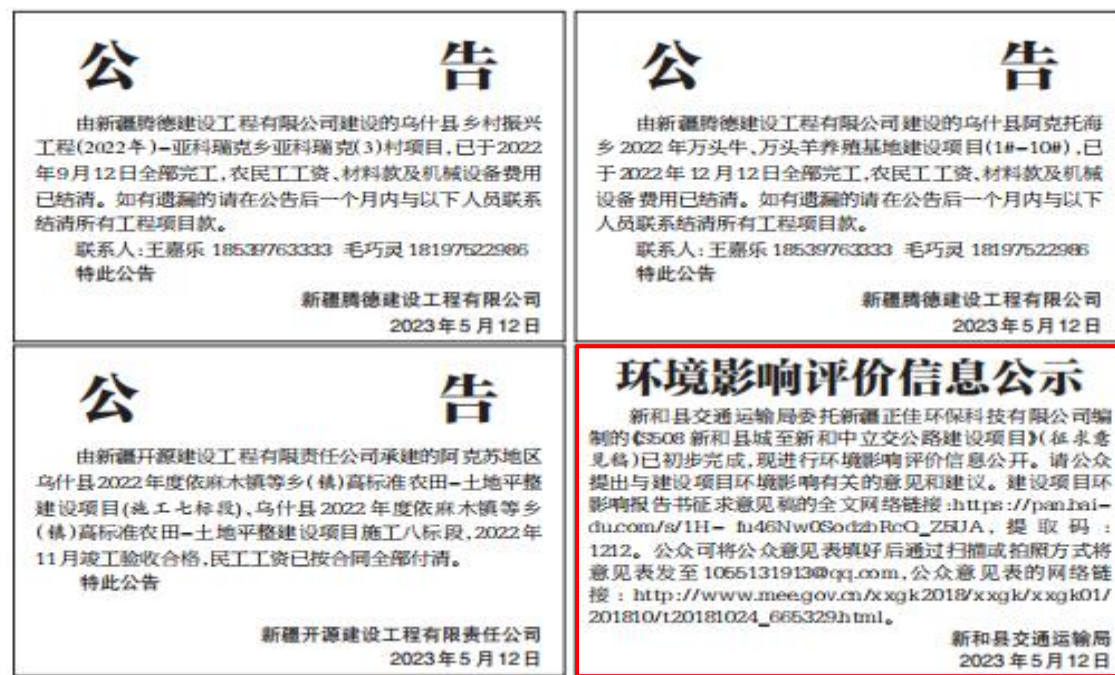 公 告
由新疆腾德建设工程有限公司建设的乌什县乡村振兴
工程(2022年)-亚科瑞克乡亚科瑞克(3)村项目,已于2022
年9月12日全部完工,农民工工资、材料款及机械设备费用
已结清。如有遗漏的请在公告后一个月内与以下人员联系
结清所有工程项目款。
联系人:王嘉乐 18539763333 毛巧灵 18197522986
特此公告
新疆腾德建设工程有限公司
2023年5月12日
公 告
由新疆腾德建设工程有限公司建设的乌什县阿克托海
乡2022年万头牛、万头羊养殖基地建设项目(1#-10#),已
于2022年12月12日全部完工,农民工工资、材料款及机械
设备费用已结清。如有遗漏的请在公告后一个月内与以下
人员联系结清所有工程项目款。
联系人:王嘉乐 18539763333 毛巧灵 18197522986
特此公告
新疆腾德建设工程有限公司
2023年5月12日
公 告
由新疆开源建设工程有限责任公司承建的阿克苏地区
乌什县2022年度依麻木镇等乡(镇)高标准农田-土地平整
建设项目(施工七标段),乌什县2022年度依麻木镇等乡
(镇)高标准农田-土地平整建设项目施工八标段,2022年
11月竣工验收合格,民工工资已按合同全部付清。
特此公告
新疆开源建设工程有限责任公司
2023年5月12日
环境影响评价信息公示
新和县交通运输局委托新疆正佳环保科技有限公司编
制的《S508新和县城至新和中立交公路建设项目》(征求意
见稿)已初步完成,现进行环境影响评价信息公开。请公众
提出与建设项目环境影响有关的意见和建议。建设项目环
影响报告书征求意见稿的全文网络链接:https://pan.bai-
du.com/s/1H- fu46Nw0SodzbRcQ_Z5UA,提取码:
1212。公众可将公众意见表填好后通过扫描或拍照方式将
意见表发至1055131913@qq.com,公众意见表的网络链
接:http://www.mee.gov.cn/xxgk2018/xxgk/xxgk01/
201810/t20181024_665329.html。
新和县交通运输局
2023年5月12日